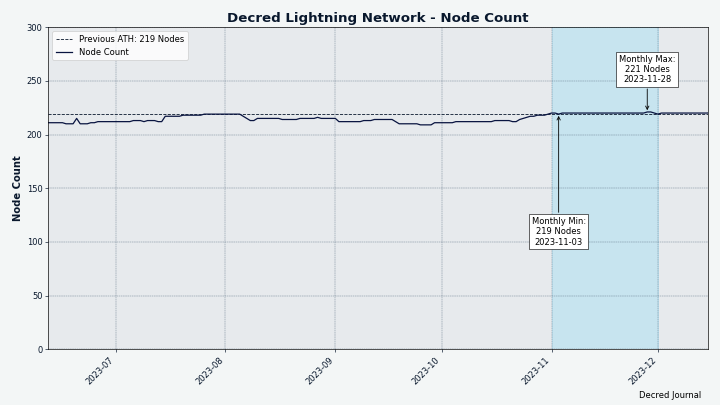 Decred Lightning Network - Node Count
Previous ATH: 219 Nodes
Node Count
Monthly Max:
221 Nodes
2023-11-28
Monthly Min:
219 Nodes
2023-11-03
Node Count
300
250
200
150
100
50
0
2023-07
2023-08
2023-09
2023-10
2023-11
2023-12
Decred Journal